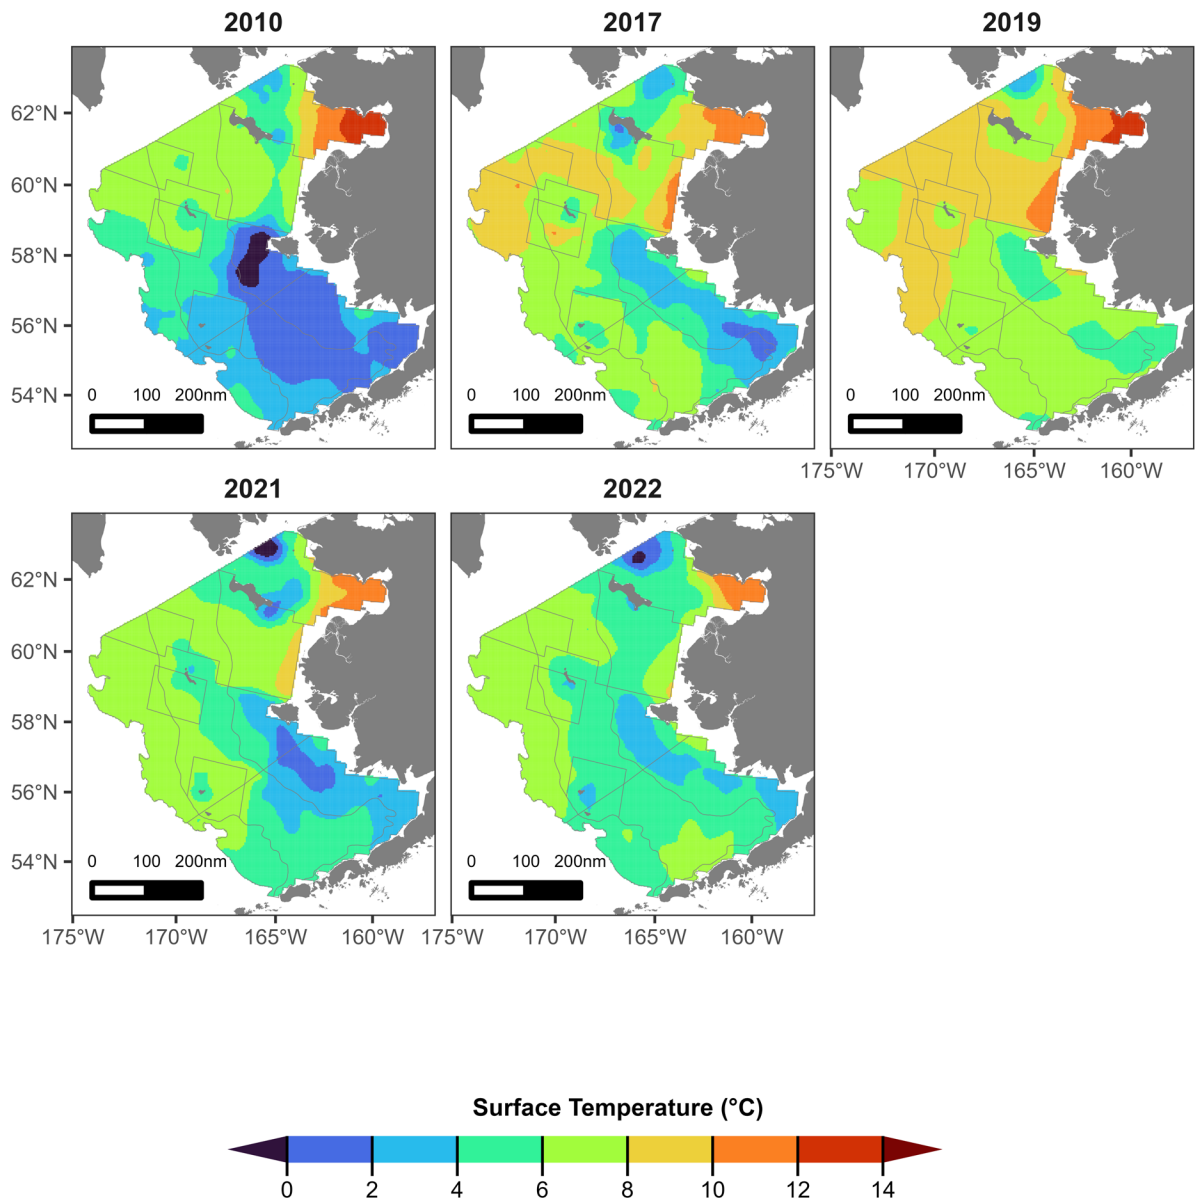 2010 2017 2019
62°N
60°N
58°N
56°N
54°N
0 100 200nm 0 100 200nm 0 100 200nm
175°W 170°W 165°W 160°W
2021 2022
62°N
60°N
58°N
56°N
54°N
0 100 200nm 0 100 200nm
175°W 170°W 165°W 160°W 175°W 170°W 165°W 160°W
Surface Temperature (°C)
0 2 4 6 8 10 12 14